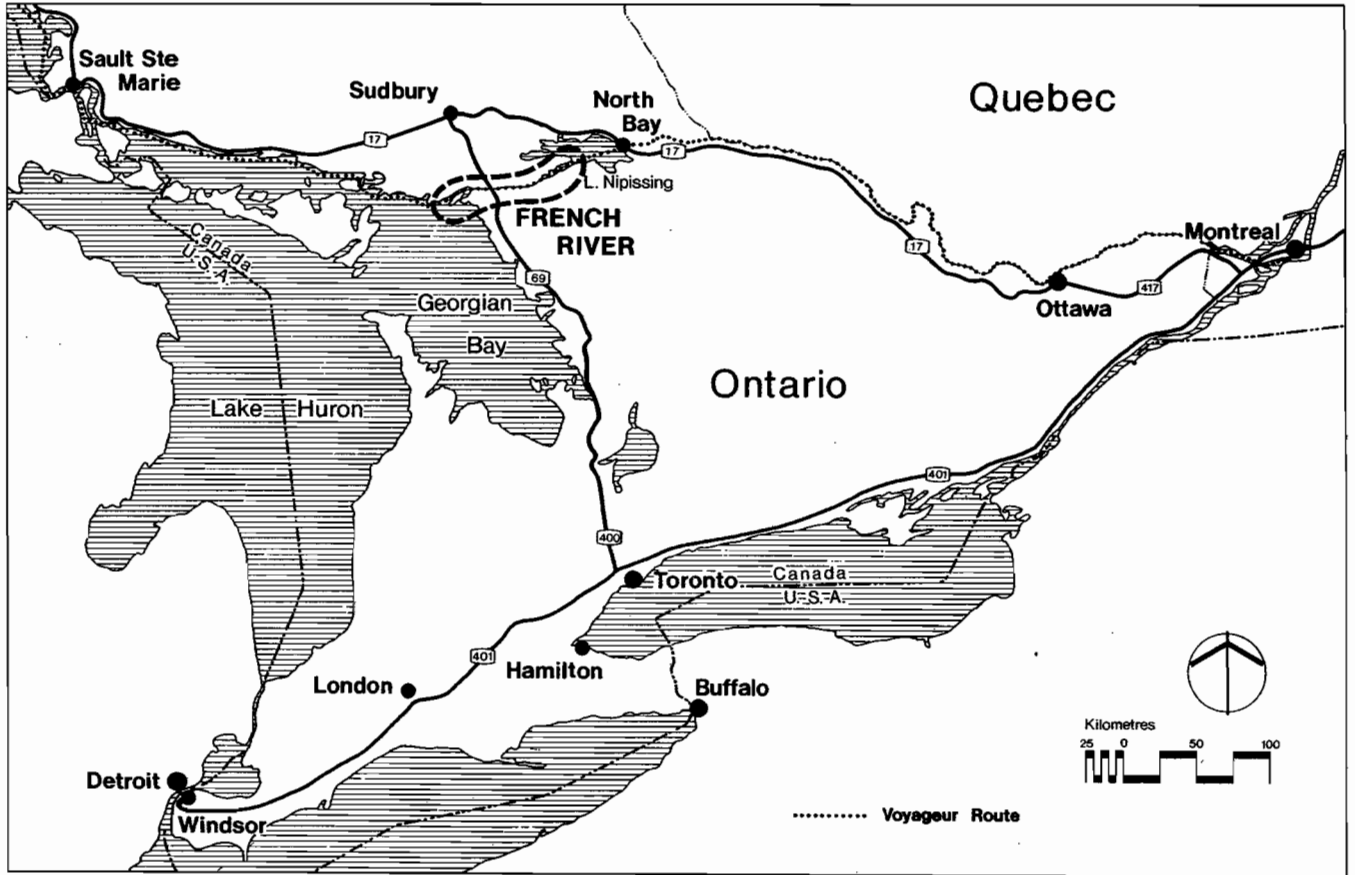 Sault Ste
Marie
Sudbury
North
Bay
Quebec
17
17
L. Nipissing
FRENCH
RIVER
Canada
U.S.A.
17
Montreal
69
Georgian
Bay
417
Ottawa
Lake Huron
Ontario
401
400
Toronto
Canada
U.S.A.
401
Hamilton
London
Buffalo
Kilometres
25 0 50 100
Detroit
Windsor
Voyageur Route